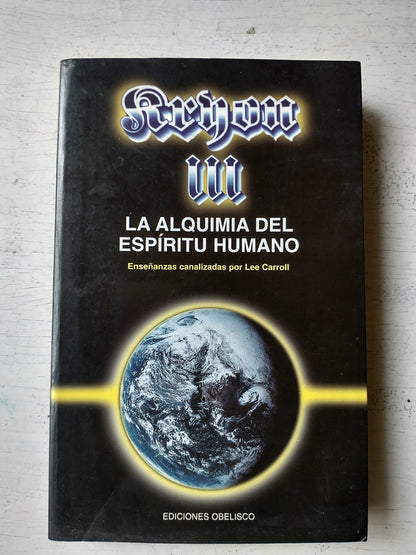 Kryon
III
LA ALQUIMIA DEL
ESPÍRITU HUMANO
Enseñanzas canalizadas por Lee Carroll
EDICIONES OBELISCO